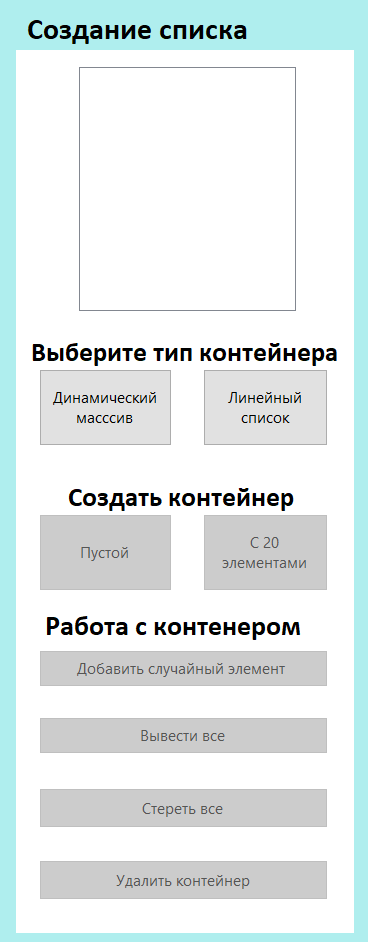 Создание списка
Выберите тип контейнера
Динамический
масссив
Линейный
список
Создать контейнер
Пустой
С 20
элементами
Работа с контенером
Добавить случайный элемент
Вывести все
Стереть все
Удалить контейнер